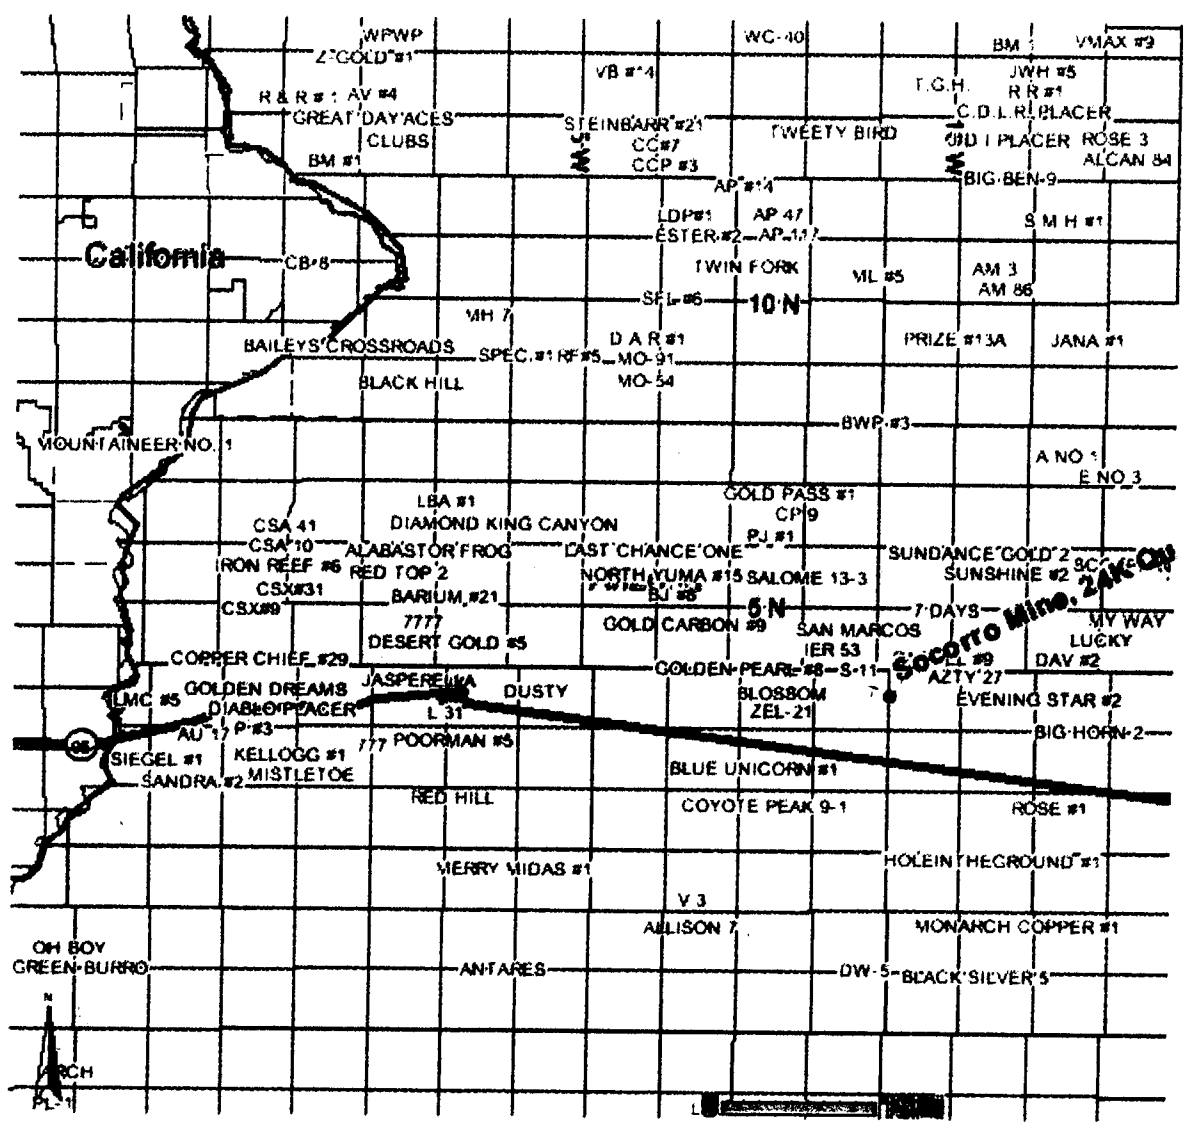 WPWP
WC-40
BM 1
VMAX #9
Z-GOLD #1
VB #14
JWH #5
T.G.H.
R R #1
R & R # 1
AV #4
C.D.L.R. PLACER
GREAT DAY ACES
STEINBARR #21
TWEETY BIRD
CLUBS
CC#7
D I PLACER
ROSE 3
BM #1
CCP #3
ALCAN 84
AP #14
BIG BEN-9
LDP#1
AP 47
S M H #1
ESTER #2
AP 117
California
CB-8
TWIN FORK
ML #5
AM 3
AM 86
SFL #6
10 N
MH 7
BAILEYS CROSSROADS
D A R #1
PRIZE #13A
JANA #1
SPEC. #1
RF#5
MO-91
BLACK HILL
MO-54
BWP #3
MOUNTAINEER NO. 1
A NO 1
E NO 3
LBA #1
GOLD PASS #1
CSA 41
DIAMOND KING CANYON
CP 9
CSA 10
PJ #1
ALABASTOR FROG
LAST CHANCE ONE
SUNDANCE GOLD 2
IRON REEF #6
RED TOP 2
NORTH YUMA #15
SALOME 13-3
SUNSHINE #2
CSX#31
BARIUM #21
BJ #8
CSX#9
5 N
7 DAYS
7777
GOLD CARBON #9
SAN MARCOS
MY WAY
DESERT GOLD #5
IER 53
LUCKY
Socorro Mine, 24K
COPPER CHIEF #29
GOLDEN PEARL #8
S-11
DAV #2
JASPERELLA
AZTY 27
LMC #5
GOLDEN DREAMS
DUSTY
BLOSSOM
EVENING STAR #2
DIABLO PLACER
L 31
ZEL-21
AU 17
P #3
777
POORMAN #5
BIG HORN 2
SIEGEL #1
KELLOGG #1
BLUE UNICORN #1
SANDRA #2
MISTLETOE
RED HILL
COYOTE PEAK 9-1
ROSE #1
MERRY MIDAS #1
HOLEINTHEGROUND #1
V 3
ALLISON 7
MONARCH COPPER #1
OH BOY
GREEN BURRO
ANTARES
DW-5
BLACK SILVER 5
N
ARCH
PL-1